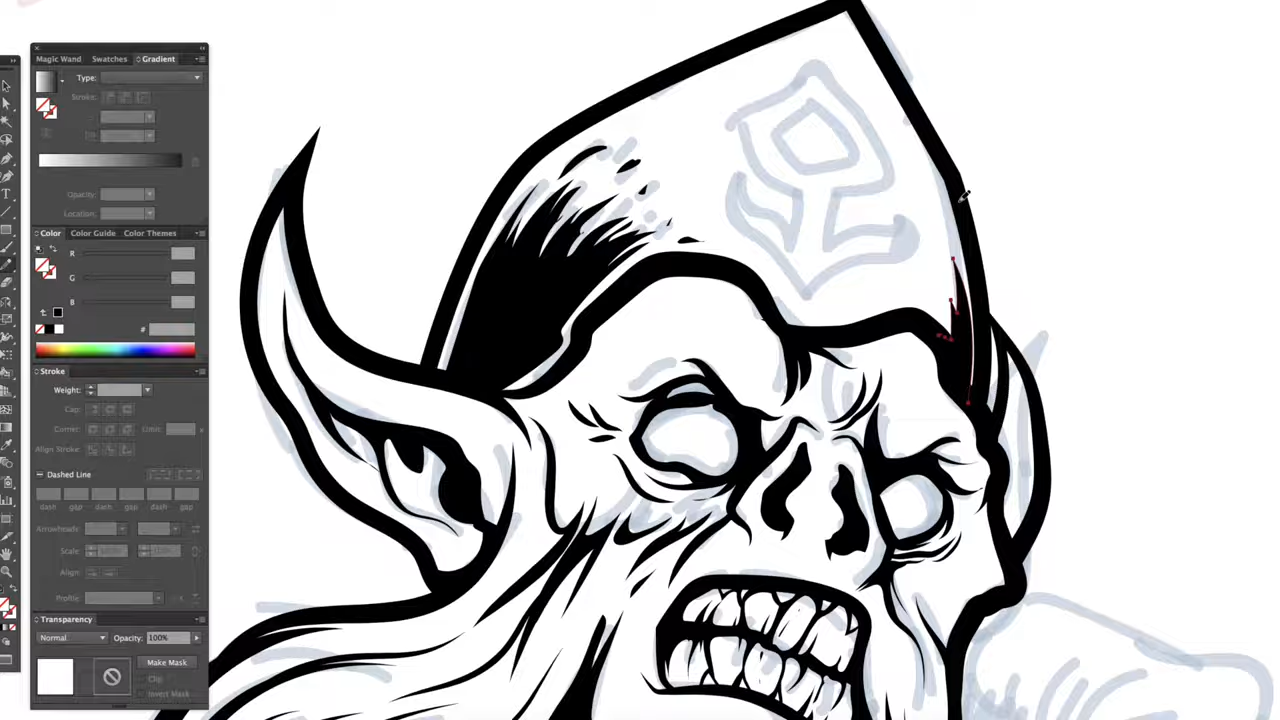 Magic Wand Swatches Gradient
Type:
Stroke:
Opacity:
Location:
Color Color Guide Color Themes
R
G
B
#
Stroke
Weight:
Cap:
Corner: Limit:
Align Stroke:
Dashed Line
dash gap dash gap dash gap
Arrowheads:
Scale:
Align:
Profile:
Transparency
Normal Opacity: 100%
Make Mask
Clip
Invert Mask